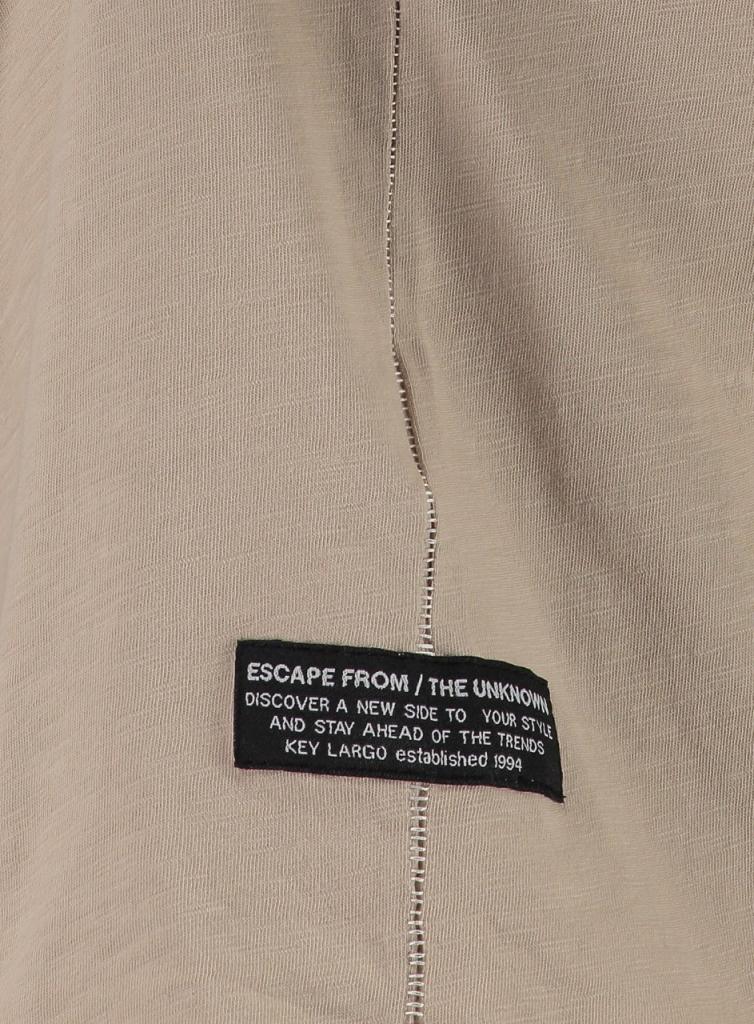 ESCAPE FROM / THE UNKNOWN
DISCOVER A NEW SIDE TO YOUR STYLE
AND STAY AHEAD OF THE TRENDS
KEY LARGO established 1994